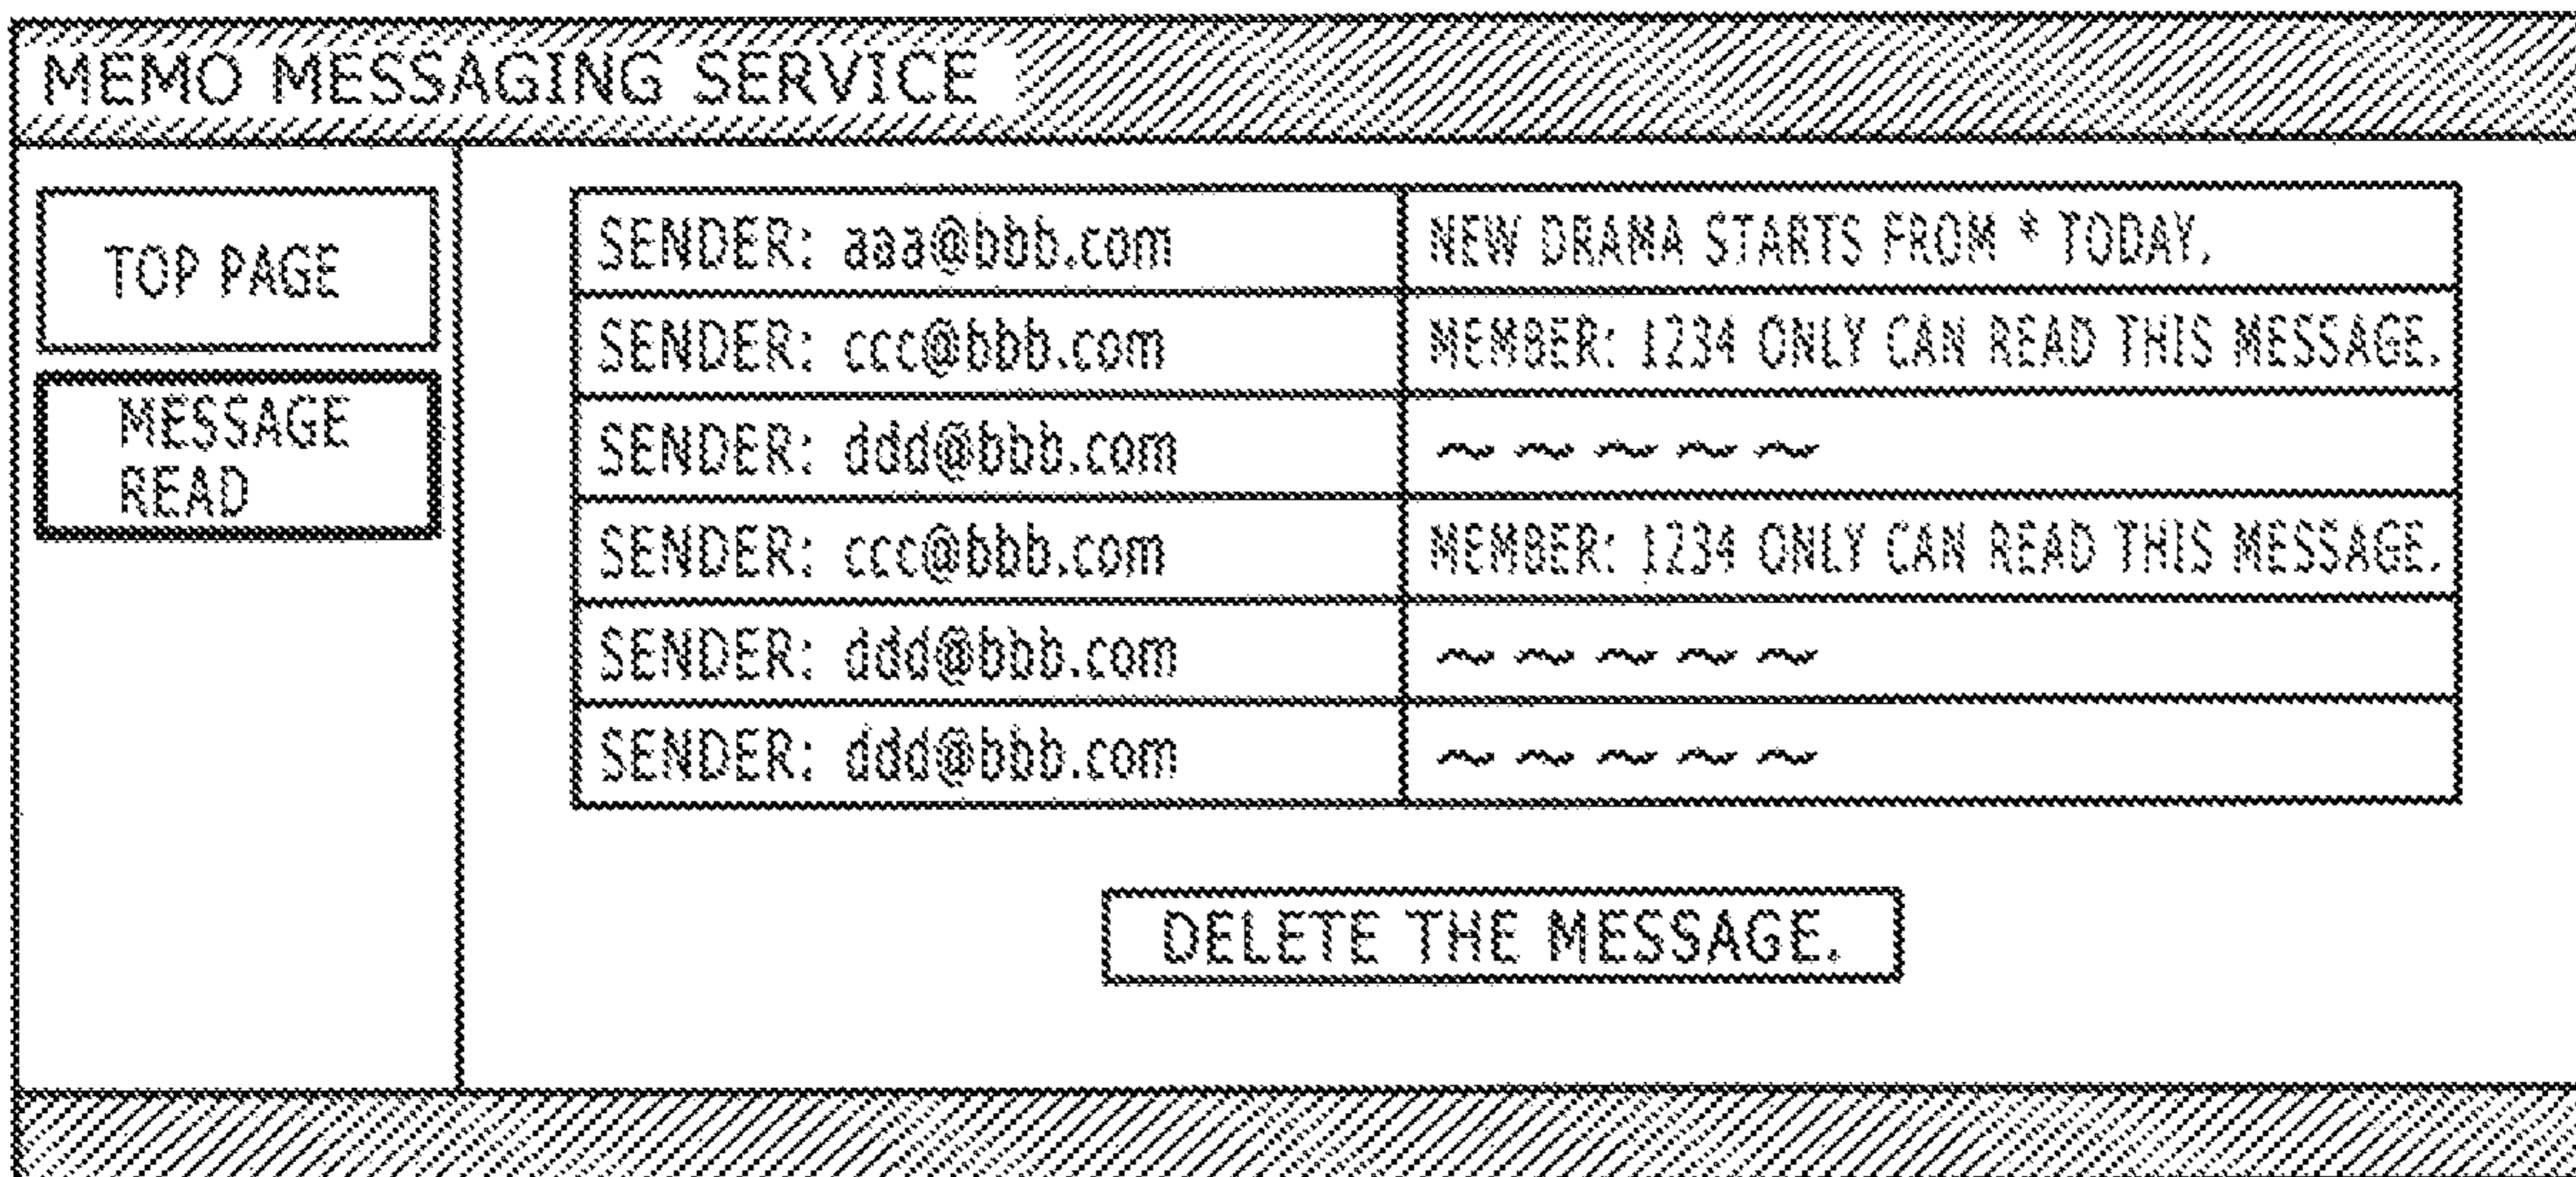 MEMO MESSAGING SERVICE
TOP PAGE
MESSAGE
READ
SENDER: aaa@bbb.com NEW DRAMA STARTS FROM * TODAY.
SENDER: ccc@bbb.com MEMBER: 1234 ONLY CAN READ THIS MESSAGE.
SENDER: ddd@bbb.com ~ ~ ~ ~ ~
SENDER: ccc@bbb.com MEMBER: 1234 ONLY CAN READ THIS MESSAGE.
SENDER: ddd@bbb.com ~ ~ ~ ~ ~
SENDER: ddd@bbb.com ~ ~ ~ ~ ~
DELETE THE MESSAGE.